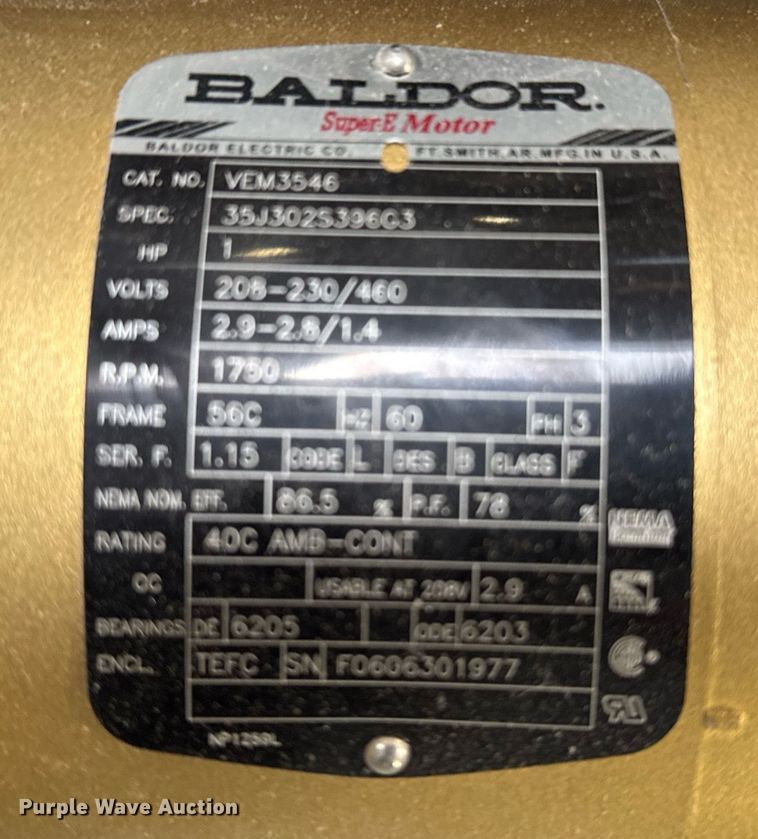 BALDOR.
Super-E Motor
BALDOR ELECTRIC CO. FT. SMITH, AR. MFG. IN U.S.A.
CAT. NO. VEM3546
SPEC. 35J302S396G3
HP 1
VOLTS 208-230/460
AMPS 2.9-2.8/1.4
R.P.M. 1750
FRAME 56C HZ 60 PH 3
SER. F. 1.15 CODE L DES B CLASS F
NEMA NOM. EFF. 86.5 % P.F. 78 %
NEMA
RATING 40C AMB-CONT
CC USABLE AT 208V 2.9 A
BEARINGS DE 6205 ODE 6203
ENCL. TEFC SN F0606301977
NP1259L
Purple Wave Auction